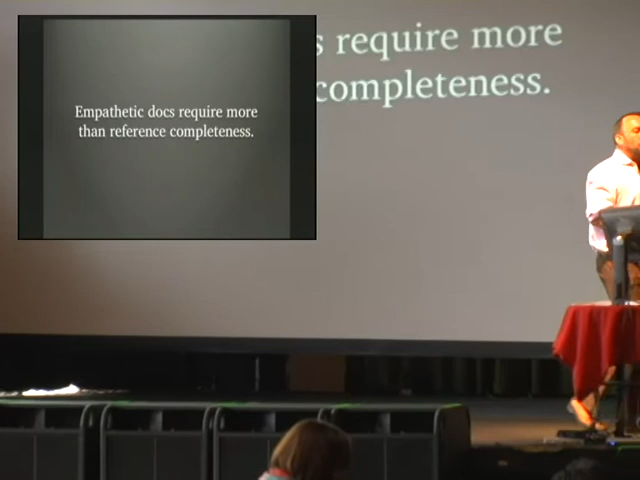 Empathetic docs require more
than reference completeness.
s require more
completeness.